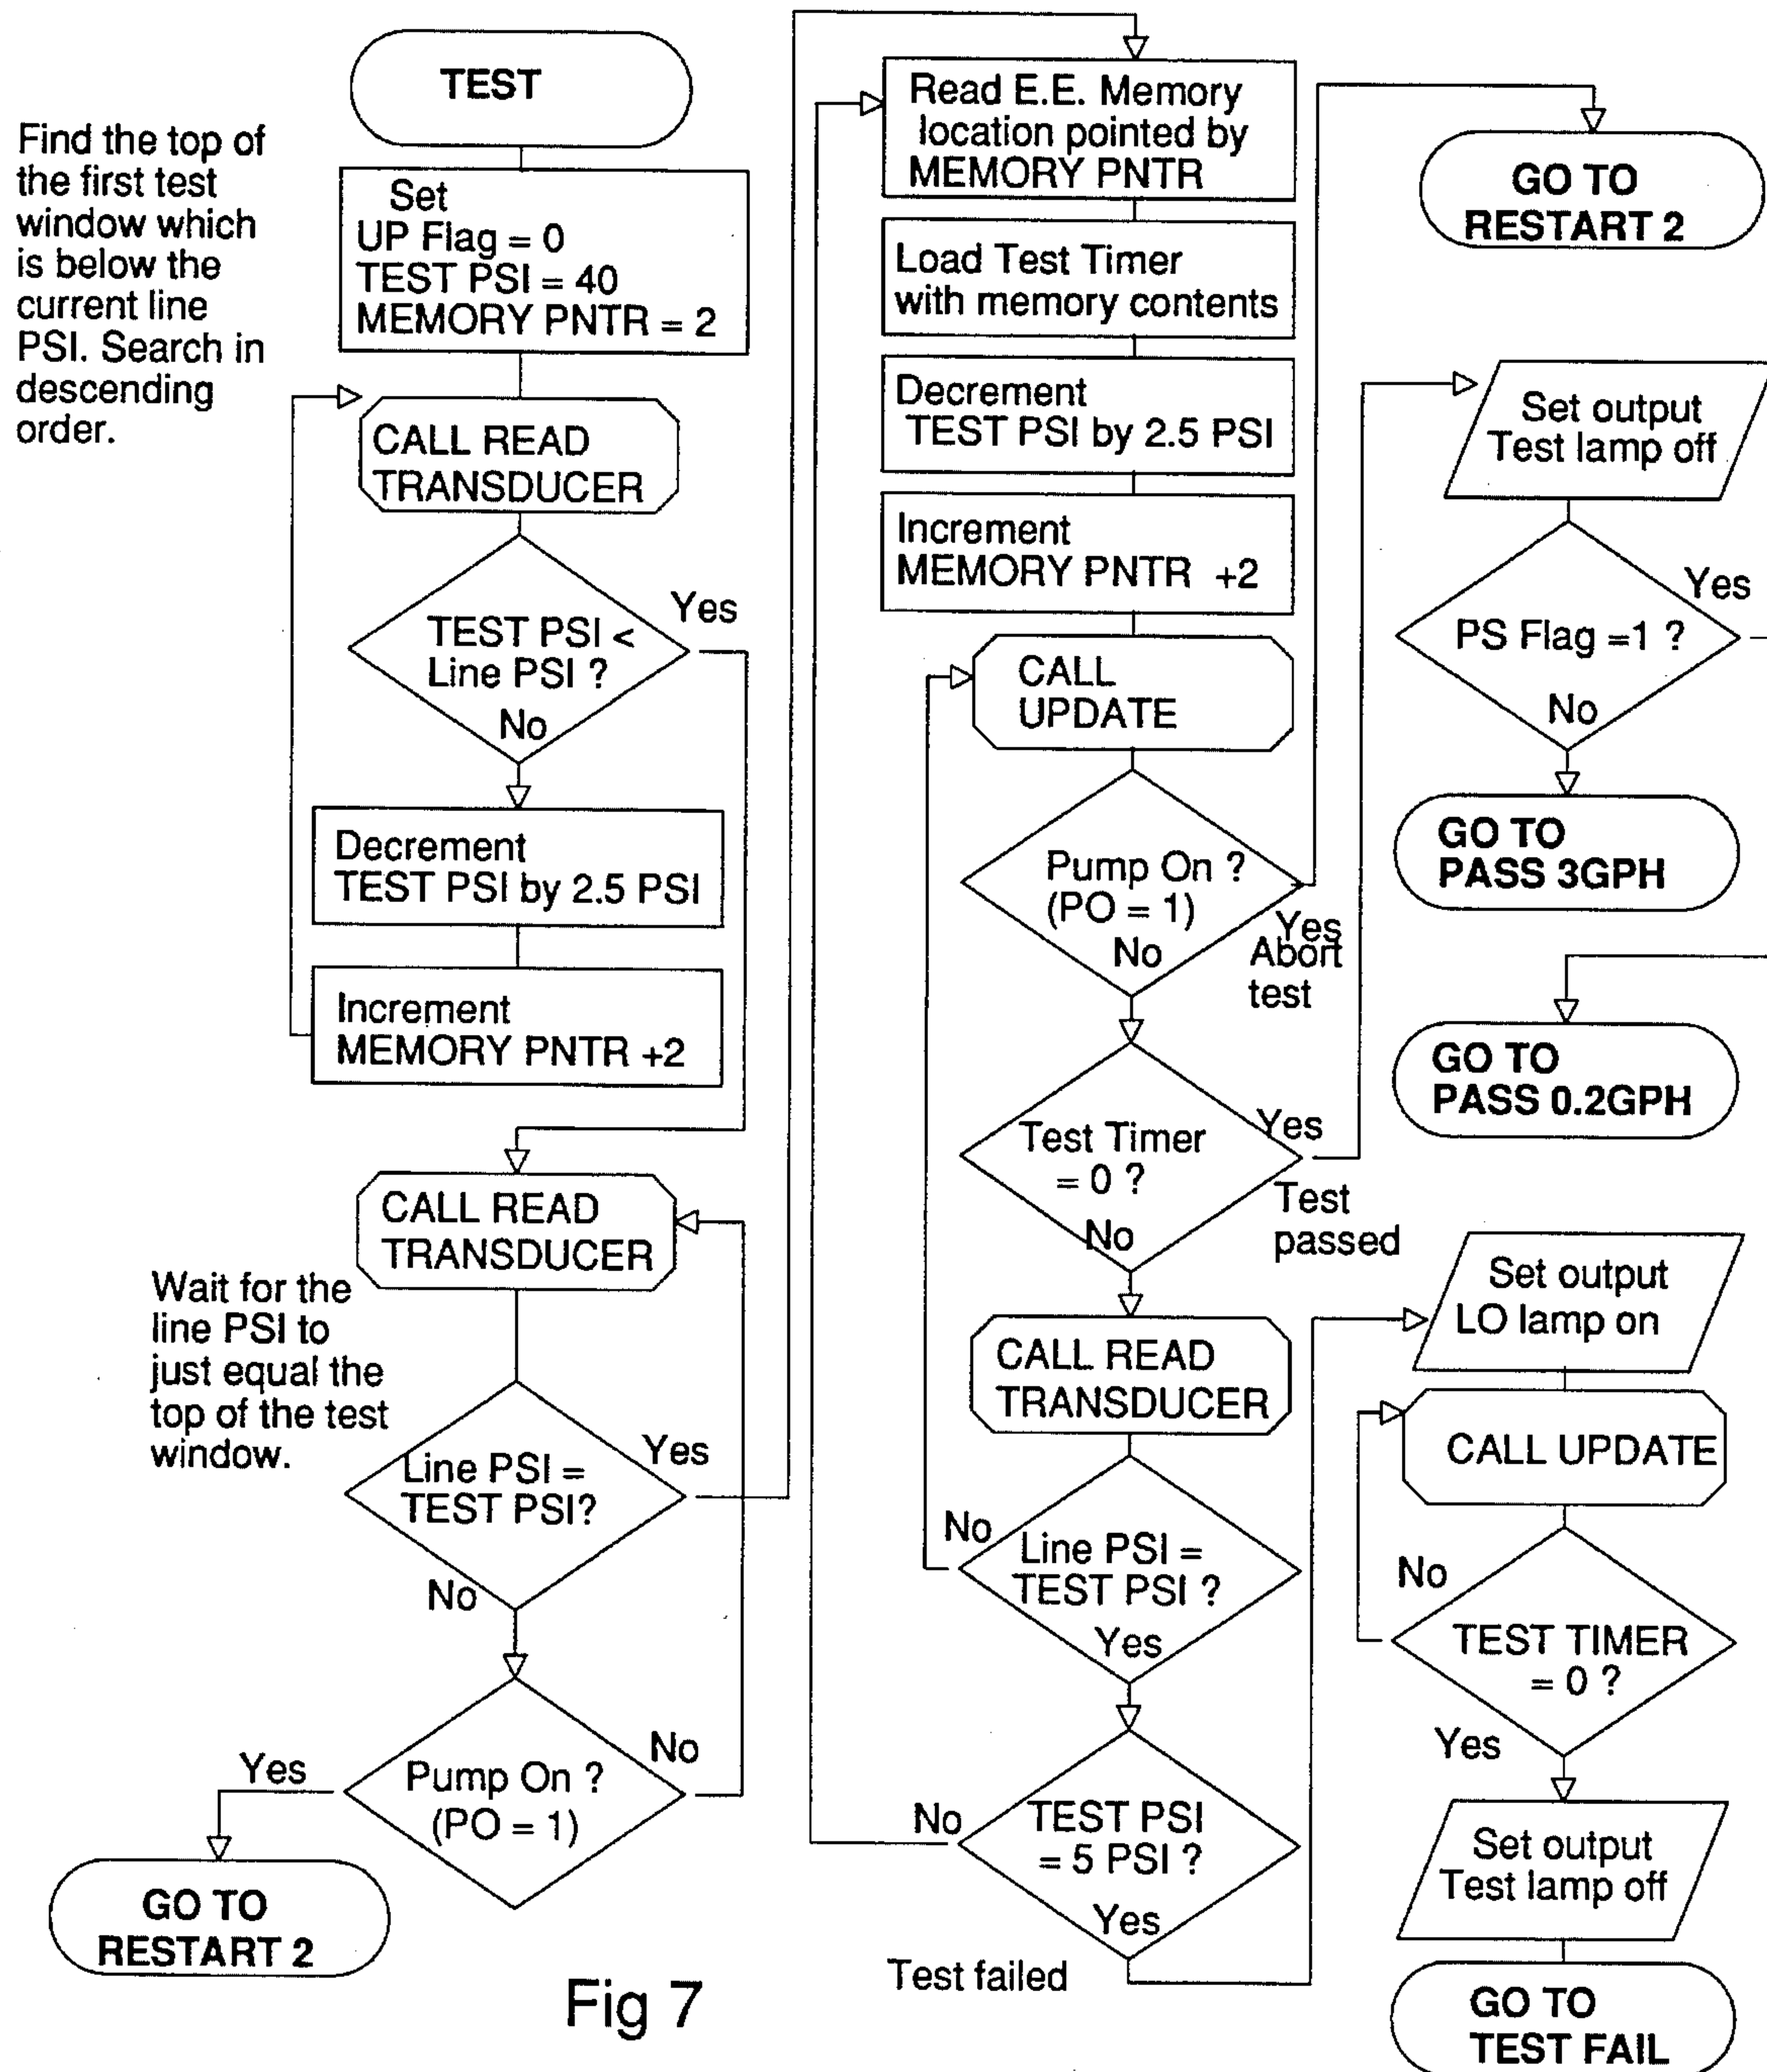 TEST
Find the top of
the first test
window which
is below the
current line
PSI. Search in
descending
order.
Set
UP Flag = 0
TEST PSI = 40
MEMORY PNTR = 2
CALL READ
TRANSDUCER
TEST PSI <
Line PSI ?
Yes
No
Decrement
TEST PSI by 2.5 PSI
Increment
MEMORY PNTR +2
CALL READ
TRANSDUCER
Wait for the
line PSI to
just equal the
top of the test
window.
Line PSI =
TEST PSI?
Yes
No
Pump On ?
(PO = 1)
Yes
No
GO TO
RESTART 2
Read E.E. Memory
location pointed by
MEMORY PNTR
Load Test Timer
with memory contents
Decrement
TEST PSI by 2.5 PSI
Increment
MEMORY PNTR +2
CALL
UPDATE
Pump On ?
(PO = 1)
No
Yes
Abort
test
Test Timer
= 0 ?
Yes
No
Test
passed
CALL READ
TRANSDUCER
No
Line PSI =
TEST PSI ?
Yes
No
TEST PSI
= 5 PSI ?
Yes
Test failed
GO TO
RESTART 2
Set output
Test lamp off
PS Flag =1 ?
Yes
No
GO TO
PASS 3GPH
GO TO
PASS 0.2GPH
Set output
LO lamp on
CALL UPDATE
No
TEST TIMER
= 0 ?
Yes
Set output
Test lamp off
GO TO
TEST FAIL
Fig 7